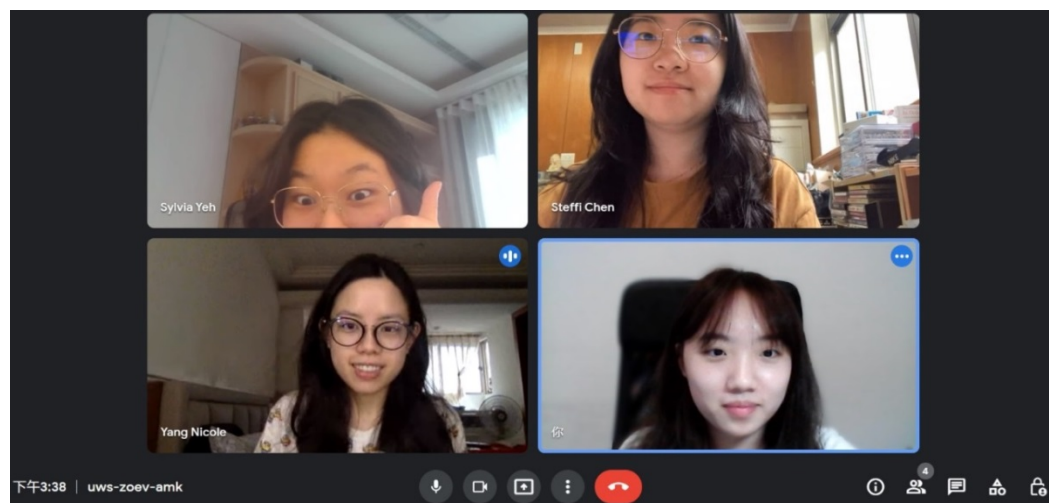 Sylvia Yeh
Steffi Chen
Yang Nicole
你
下午3:38 | uws-zoev-amk
4